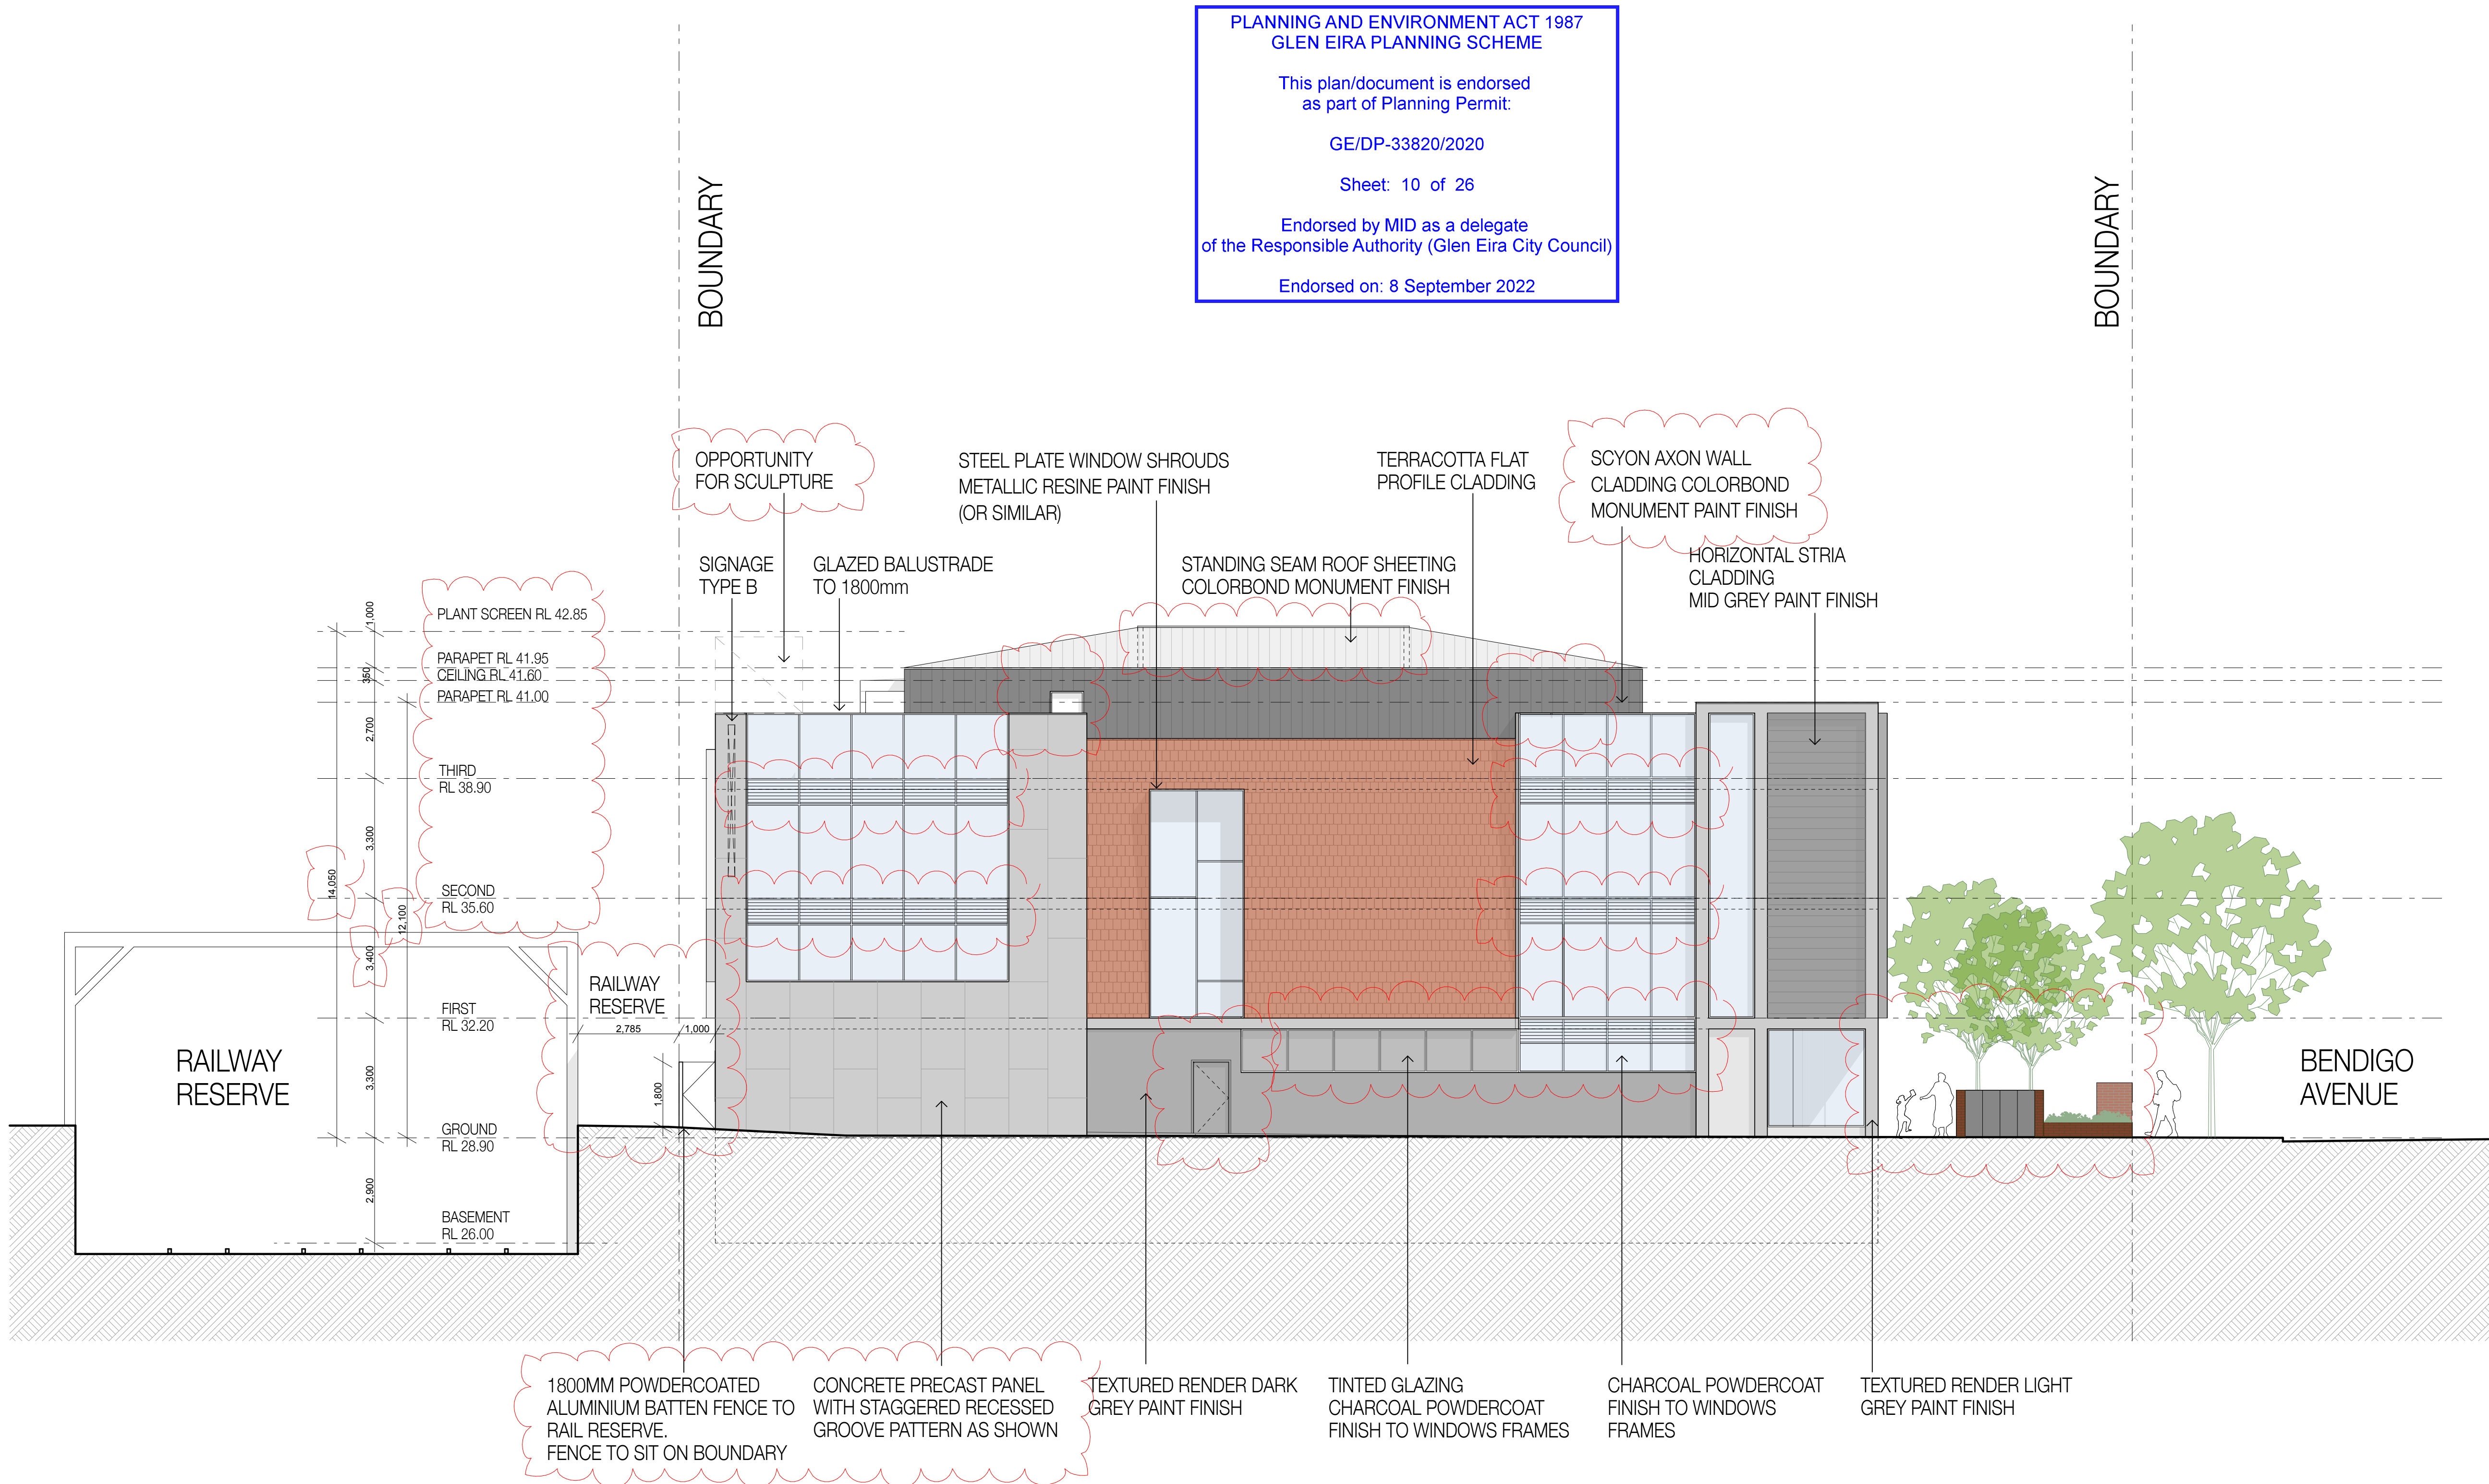 PLANNING AND ENVIRONMENT ACT 1987
GLEN EIRA PLANNING SCHEME
This plan/document is endorsed
as part of Planning Permit:
GE/DP-33820/2020
Sheet: 10 of 26
Endorsed by MID as a delegate
of the Responsible Authority (Glen Eira City Council)
Endorsed on: 8 September 2022
BOUNDARY
BOUNDARY
OPPORTUNITY
FOR SCULPTURE
STEEL PLATE WINDOW SHROUDS
METALLIC RESINE PAINT FINISH
(OR SIMILAR)
TERRACOTTA FLAT
PROFILE CLADDING
SCYON AXON WALL
CLADDING COLORBOND
MONUMENT PAINT FINISH
SIGNAGE
TYPE B
GLAZED BALUSTRADE
TO 1800mm
STANDING SEAM ROOF SHEETING
COLORBOND MONUMENT FINISH
HORIZONTAL STRIA
CLADDING
MID GREY PAINT FINISH
PLANT SCREEN RL 42.85
PARAPET RL 41.95
CEILING RL 41.60
PARAPET RL 41.00
THIRD
RL 38.90
SECOND
RL 35.60
FIRST
RL 32.20
GROUND
RL 28.90
BASEMENT
RL 26.00
1,000
350
2,700
3,300
3,400
3,300
2,900
14,050
12,100
RAILWAY
RESERVE
2,785
1,000
1,800
RAILWAY
RESERVE
BENDIGO
AVENUE
1800MM POWDERCOATED
ALUMINIUM BATTEN FENCE TO
RAIL RESERVE.
FENCE TO SIT ON BOUNDARY
CONCRETE PRECAST PANEL
WITH STAGGERED RECESSED
GROOVE PATTERN AS SHOWN
TEXTURED RENDER DARK
GREY PAINT FINISH
TINTED GLAZING
CHARCOAL POWDERCOAT
FINISH TO WINDOWS FRAMES
CHARCOAL POWDERCOAT
FINISH TO WINDOWS
FRAMES
TEXTURED RENDER LIGHT
GREY PAINT FINISH